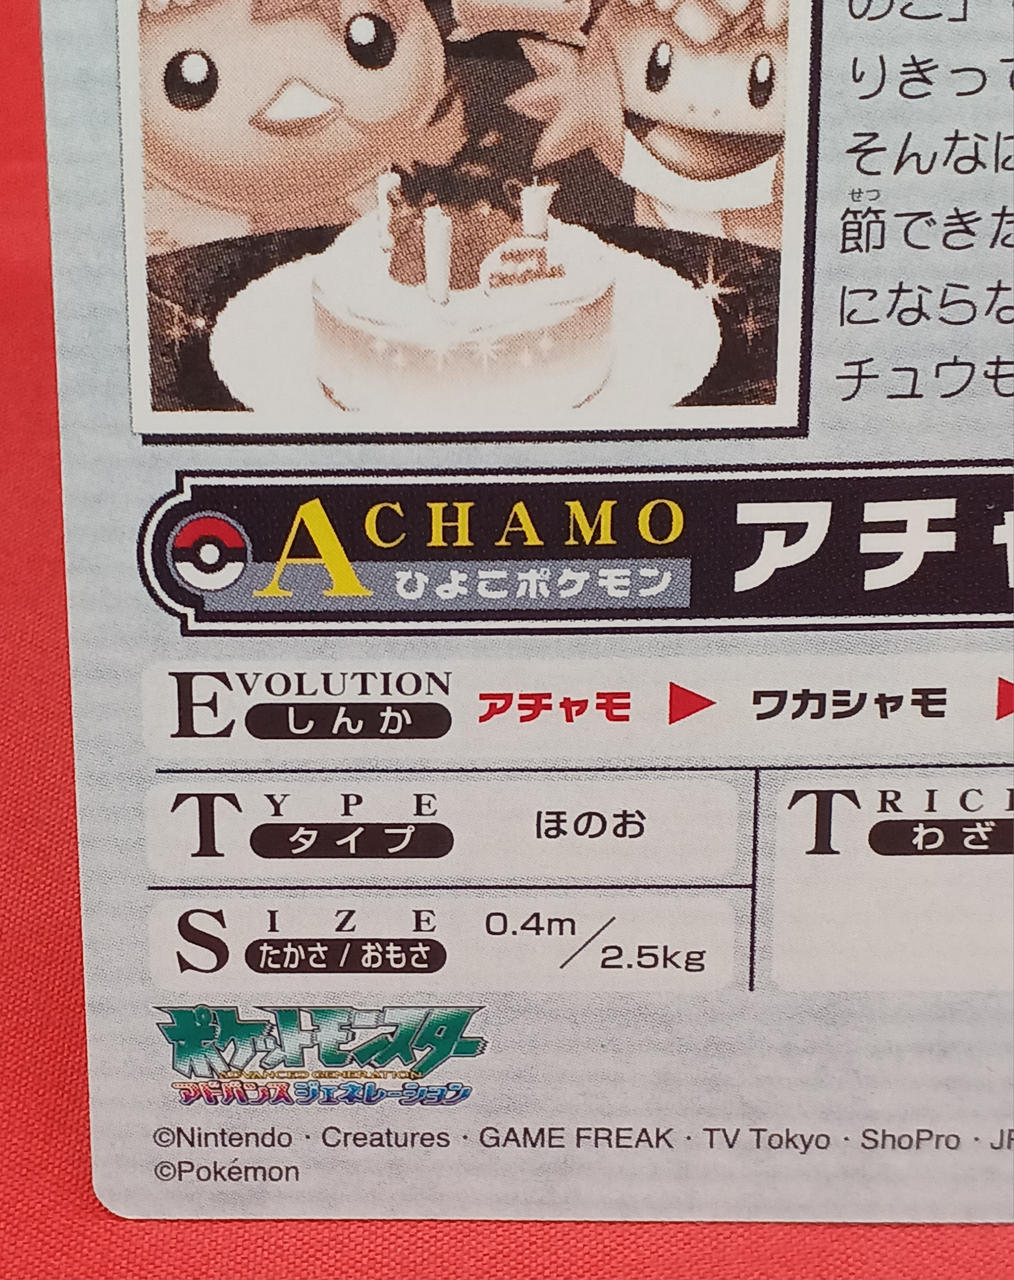 のこ」
りきって
そんなに
せつ
節できた
にならな
チュウも
ACHAMO
ひよこポケモン
アチャ
EVOLUTION
しんか
アチャモ ▶ ワカシャモ ▶
TYPE
タイプ
ほのお
TRICK
わざ
SIZE
たかさ/おもさ
0.4m/2.5kg
ポケットモンスター
ADVANCED GENERATION
アドバンスジェネレーション
©Nintendo・Creatures・GAME FREAK・TV Tokyo・ShoPro・JR
©Pokémon